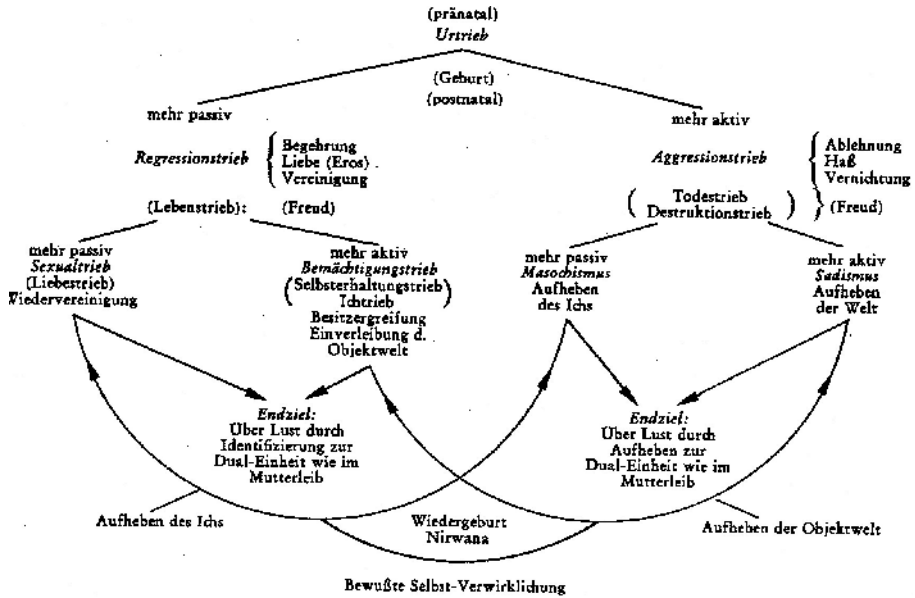 (pränatal)
Urtrieb
(Geburt)
(postnatal)
mehr passiv
mehr aktiv
Regressionstrieb
Begehrung
Liebe (Eros)
Vereinigung
Aggressionstrieb
Ablehnung
Haß
Vernichtung
(Lebenstrieb): (Freud)
(Todestrieb
Destruktionstrieb) (Freud)
mehr passiv
Sexualtrieb
(Liebestrieb)
Wiedervereinigung
mehr aktiv
Bemächtigungstrieb
(Selbsterhaltungstrieb
Ichtrieb)
Besitzergreifung
Einverleibung d.
Objektwelt
mehr passiv
Masochismus
Aufheben
des Ichs
mehr aktiv
Sadismus
Aufheben
der Welt
Endziel:
Über Lust durch
Identifizierung zur
Dual-Einheit wie im
Mutterleib
Endziel:
Über Lust durch
Aufheben zur
Dual-Einheit wie im
Mutterleib
Aufheben des Ichs
Wiedergeburt
Nirwana
Aufheben der Objektwelt
Bewußte Selbst-Verwirklichung